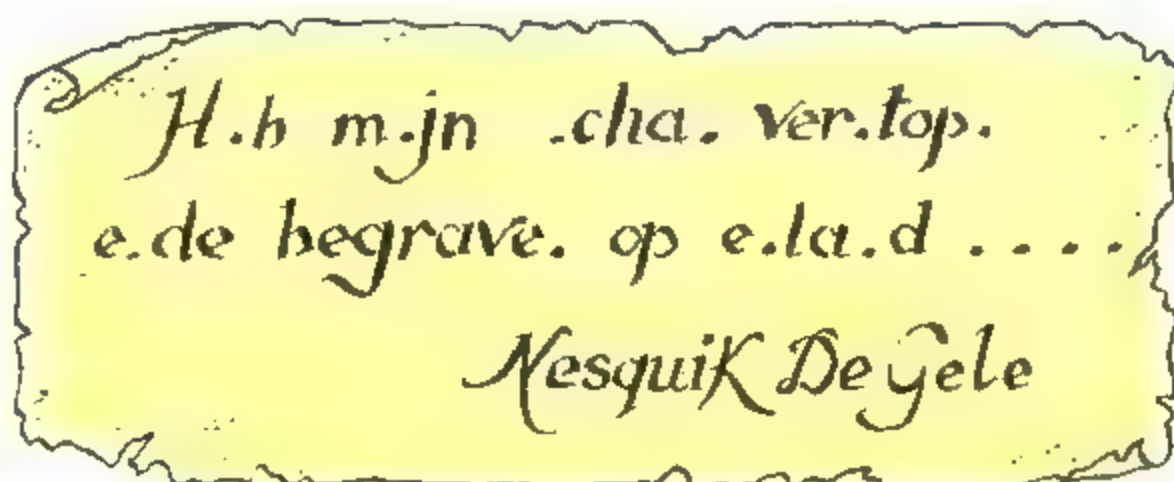 H.b m.jn .cha. ver.top.
e.de begrave. op e.la.d ....
Nesquik De Gele